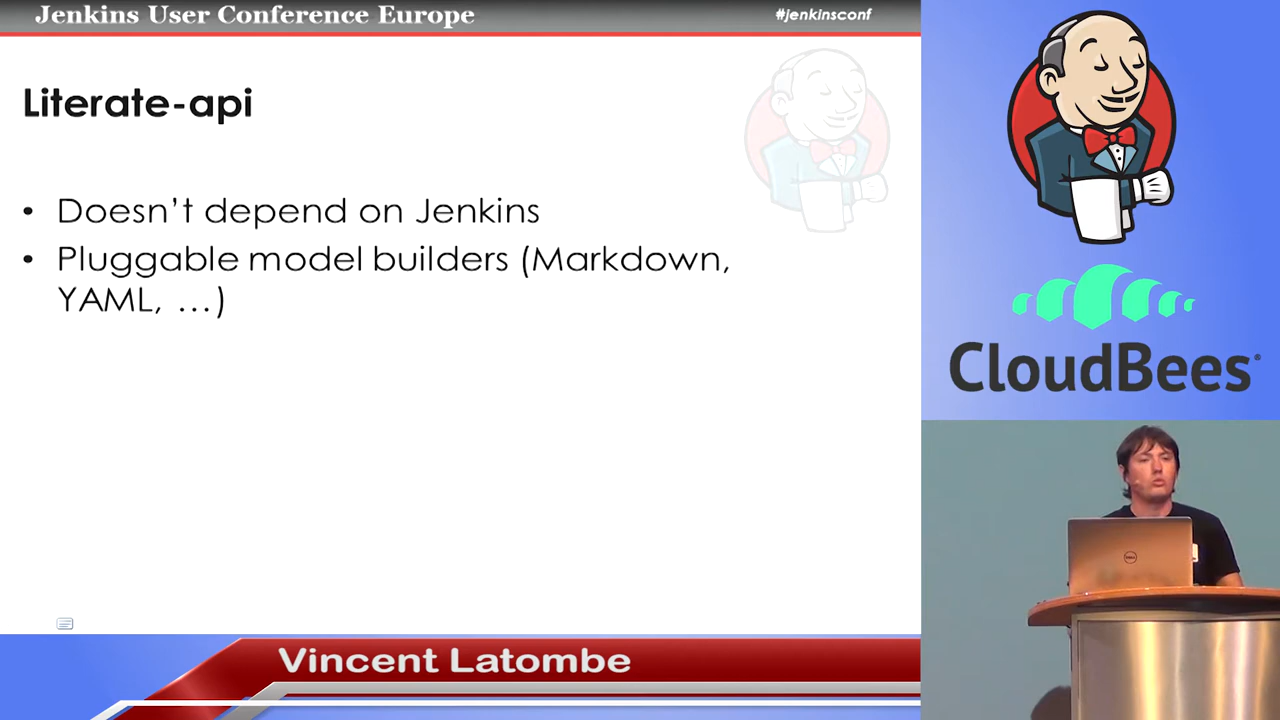 Jenkins User Conference Europe
#jenkinsconf
Literate-api
• Doesn’t depend on Jenkins
• Pluggable model builders (Markdown,
YAML, …)
CloudBees®
DELL
Vincent Latombe